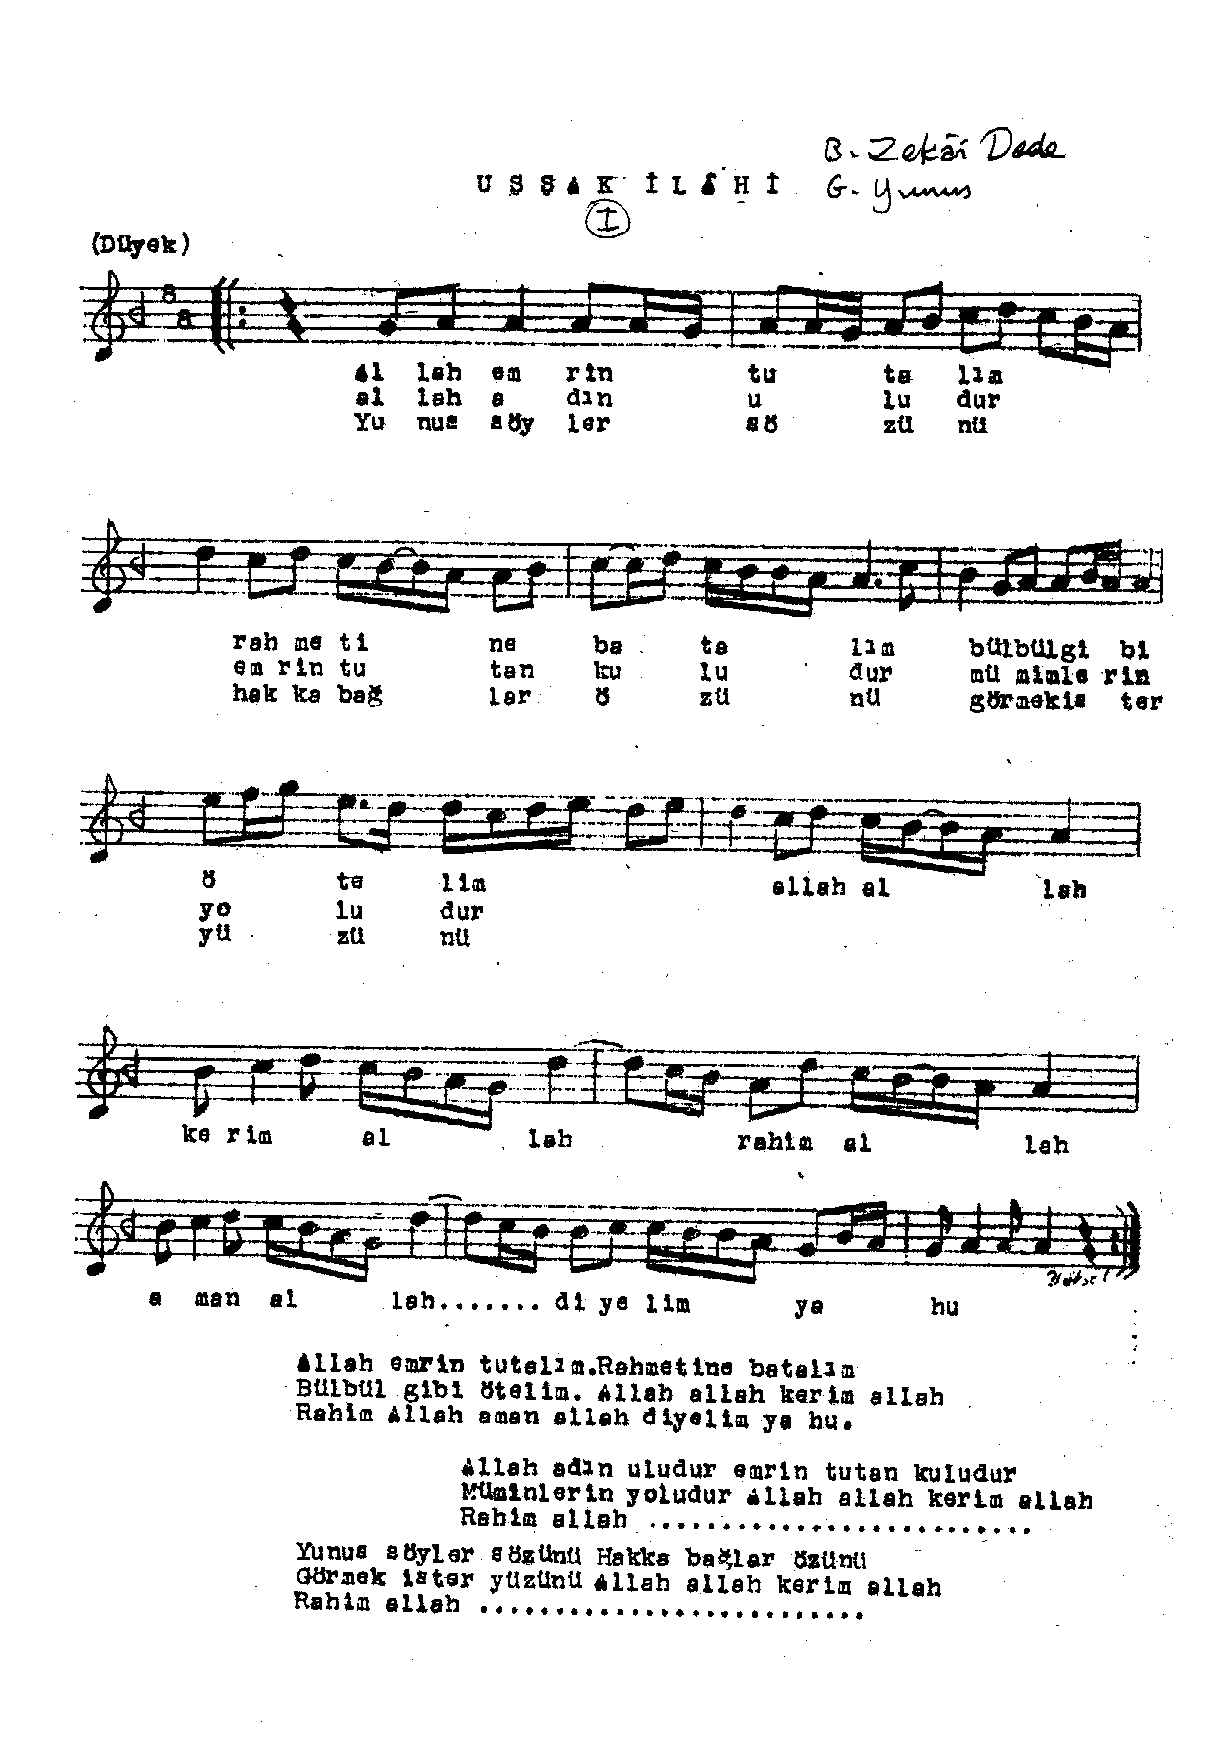 B. Zekâi Dede
UŞŞAK İLÂHİ
G. Yunus
I
(Düyek)
8
8
Al lah em rin tu ta lım
al lah a dın u lu dur
Yu nus söy ler sö zü nü
rah me ti ne ba ta lım bülbülgi bi
em rin tu tan ku lu dur mü mimle rin
hak ka bağ lar ö zü nü görmekis ter
ö te lim allah al lah
yo lu dur
yü zü nü
ke rim al lah rahim al lah
a man al lah....... di ye lim ya hu
Allah emrin tutalım.Rahmetine batalım
Bülbül gibi ötelim. Allah allah kerim allah
Rahim Allah aman allah diyelim ya hu.
Allah adın uludur emrin tutan kuludur
Müminlerin yoludur Allah allah kerim allah
Rahim allah ..........................
Yunus söyler sözünü Hakka bağlar özünü
Görmek ister yüzünü Allah allah kerim allah
Rahim allah ..........................